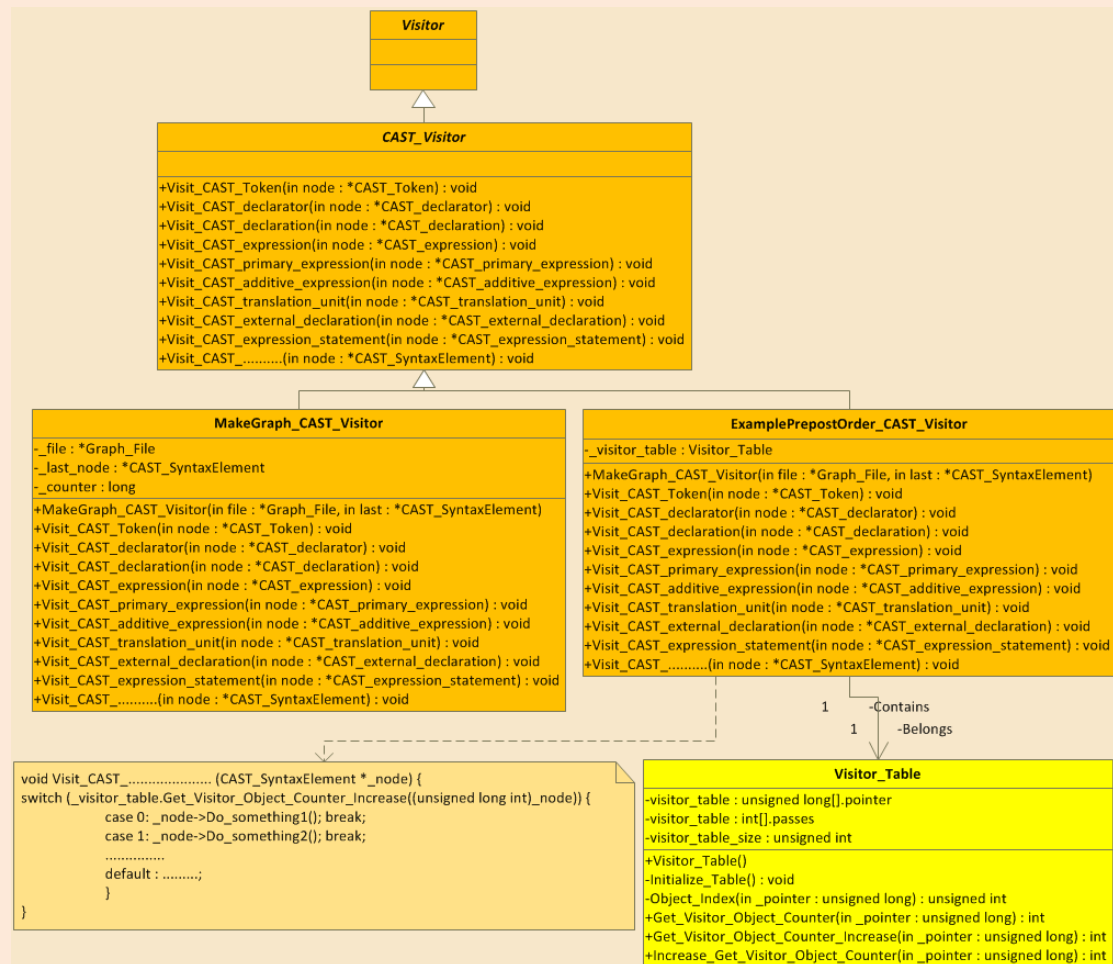 Visitor
CAST_Visitor
+Visit_CAST_Token(in node : *CAST_Token) : void
+Visit_CAST_declarator(in node : *CAST_declarator) : void
+Visit_CAST_declaration(in node : *CAST_declaration) : void
+Visit_CAST_expression(in node : *CAST_expression) : void
+Visit_CAST_primary_expression(in node : *CAST_primary_expression) : void
+Visit_CAST_additive_expression(in node : *CAST_additive_expression) : void
+Visit_CAST_translation_unit(in node : *CAST_translation_unit) : void
+Visit_CAST_external_declaration(in node : *CAST_external_declaration) : void
+Visit_CAST_expression_statement(in node : *CAST_expression_statement) : void
+Visit_CAST_..........(in node : *CAST_SyntaxElement) : void
MakeGraph_CAST_Visitor
-_file : *Graph_File
-_last_node : *CAST_SyntaxElement
-_counter : long
+MakeGraph_CAST_Visitor(in file : *Graph_File, in last : *CAST_SyntaxElement)
+Visit_CAST_Token(in node : *CAST_Token) : void
+Visit_CAST_declarator(in node : *CAST_declarator) : void
+Visit_CAST_declaration(in node : *CAST_declaration) : void
+Visit_CAST_expression(in node : *CAST_expression) : void
+Visit_CAST_primary_expression(in node : *CAST_primary_expression) : void
+Visit_CAST_additive_expression(in node : *CAST_additive_expression) : void
+Visit_CAST_translation_unit(in node : *CAST_translation_unit) : void
+Visit_CAST_external_declaration(in node : *CAST_external_declaration) : void
+Visit_CAST_expression_statement(in node : *CAST_expression_statement) : void
+Visit_CAST_..........(in node : *CAST_SyntaxElement) : void
ExamplePrepostOrder_CAST_Visitor
-_visitor_table : Visitor_Table
+MakeGraph_CAST_Visitor(in file : *Graph_File, in last : *CAST_SyntaxElement)
+Visit_CAST_Token(in node : *CAST_Token) : void
+Visit_CAST_declarator(in node : *CAST_declarator) : void
+Visit_CAST_declaration(in node : *CAST_declaration) : void
+Visit_CAST_expression(in node : *CAST_expression) : void
+Visit_CAST_primary_expression(in node : *CAST_primary_expression) : void
+Visit_CAST_additive_expression(in node : *CAST_additive_expression) : void
+Visit_CAST_translation_unit(in node : *CAST_translation_unit) : void
+Visit_CAST_external_declaration(in node : *CAST_external_declaration) : void
+Visit_CAST_expression_statement(in node : *CAST_expression_statement) : void
+Visit_CAST_..........(in node : *CAST_SyntaxElement) : void
1 -Contains
1 -Belongs
void Visit_CAST_..................... (CAST_SyntaxElement *_node) {
switch (_visitor_table.Get_Visitor_Object_Counter_Increase((unsigned long int)_node)) {
case 0: _node->Do_something1(); break;
case 1: _node->Do_something2(); break;
...............
default : .........;
}
}
Visitor_Table
-visitor_table : unsigned long[].pointer
-visitor_table : int[].passes
-visitor_table_size : unsigned int
+Visitor_Table()
-Initialize_Table() : void
-Object_Index(in _pointer : unsigned long) : unsigned int
+Get_Visitor_Object_Counter(in _pointer : unsigned long) : int
+Get_Visitor_Object_Counter_Increase(in _pointer : unsigned long) : int
+Increase_Get_Visitor_Object_Counter(in _pointer : unsigned long) : int